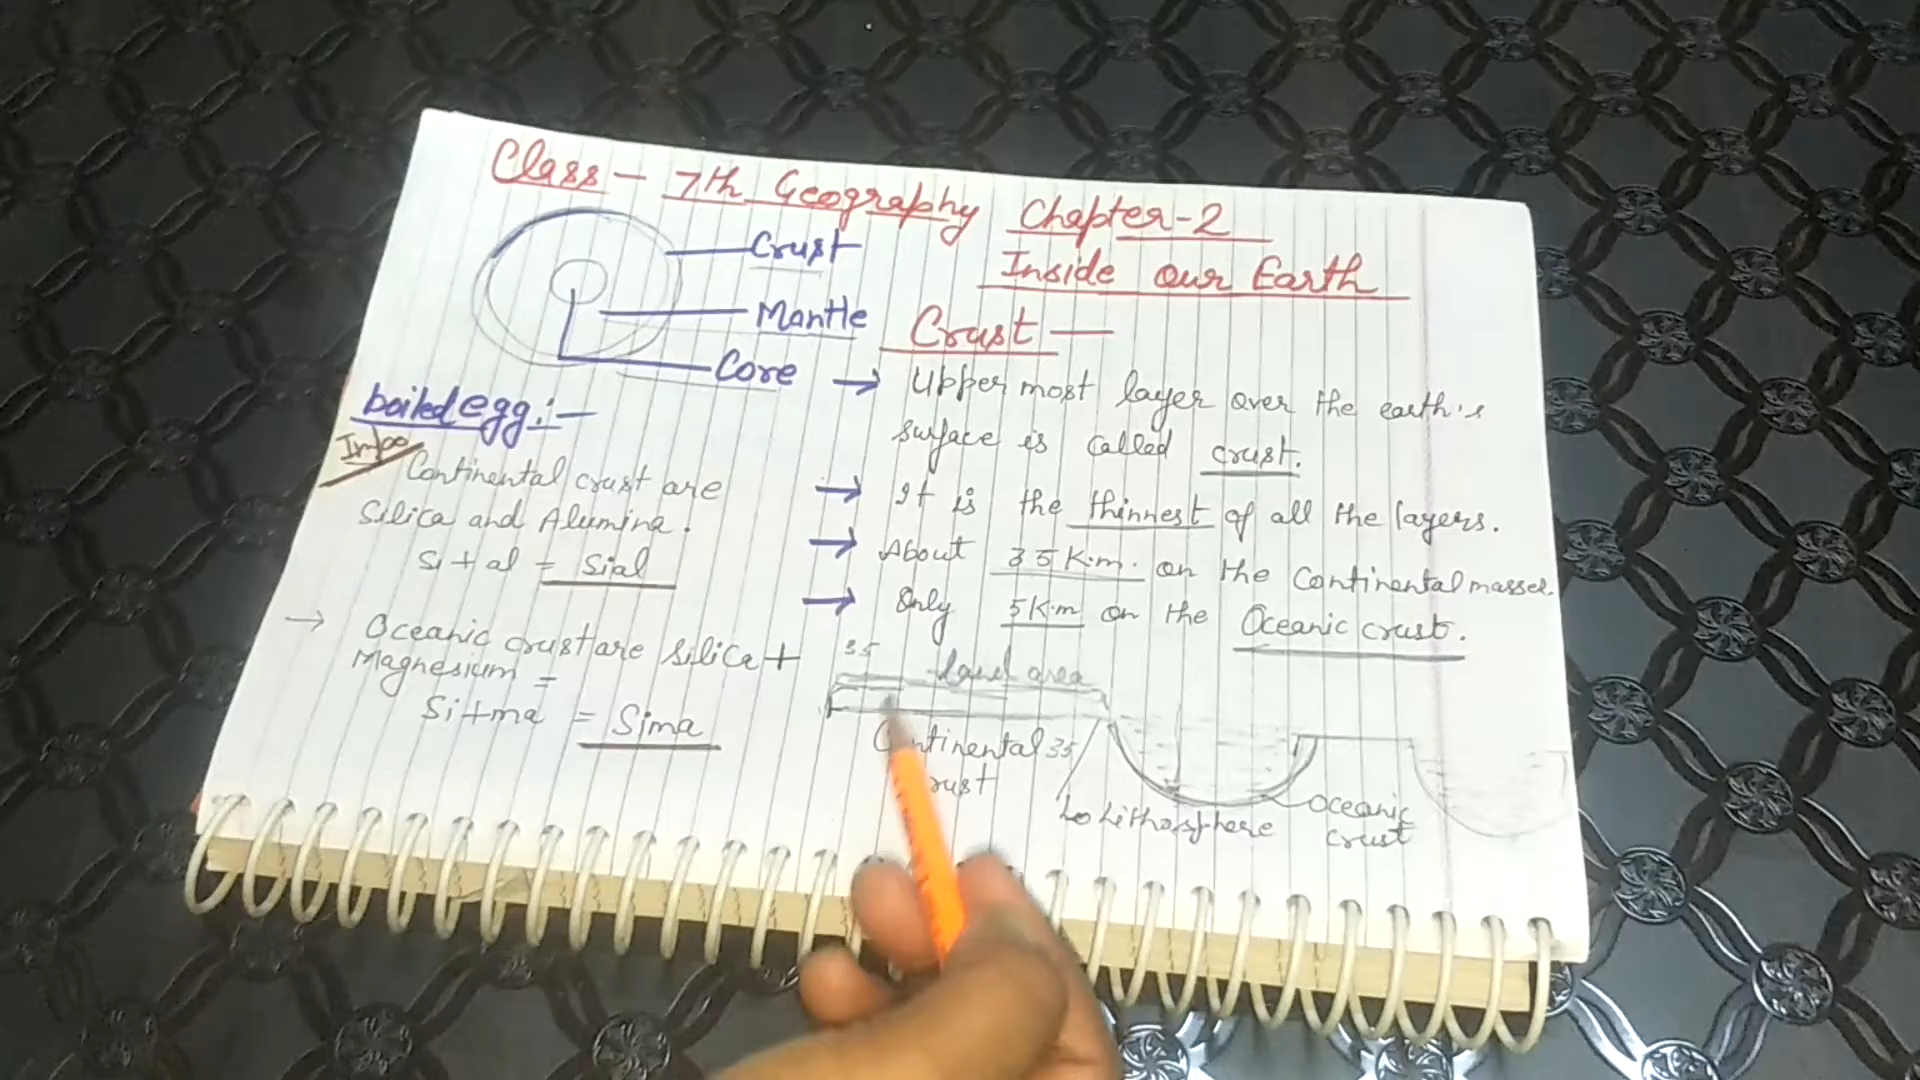 Class - 7th Geography Chapter-2
Inside our Earth
Crust
Mantle
Core
boiled egg :-
Imp
Continental crust are
Silica and Alumina.
Si + al = Sial
→ Oceanic crust are silica +
Magnesium =
Si + ma = Sima
Crust —
→ Upper most layer over the earth's
surface is called crust.
→ It is the thinnest of all the layers.
→ About 35 K.m. on the Continental masses.
→ Only 5 K.m on the Oceanic crust.
35
land area
Continental 35
rust
Lithosphere
Oceanic
crust